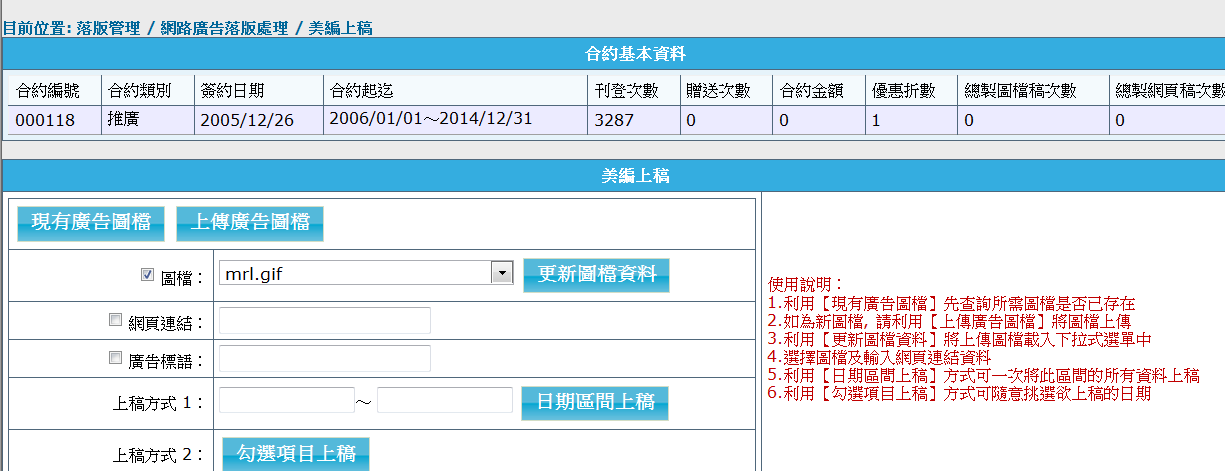 目前位置: 落版管理 / 網路廣告落版處理 / 美編上稿
合約基本資料
合約編號 合約類別 簽約日期 合約起迄 刊登次數 贈送次數 合約金額 優惠折數 總製圖檔稿次數 總製網頁稿次數
000118 推廣 2005/12/26 2006/01/01～2014/12/31 3287 0 0 1 0 0
美編上稿
現有廣告圖檔 上傳廣告圖檔
圖檔： mrl.gif 更新圖檔資料
網頁連結：
廣告標語：
上稿方式 1： ～ 日期區間上稿
上稿方式 2： 勾選項目上稿
使用說明：
1.利用【現有廣告圖檔】先查詢所需圖檔是否已存在
2.如為新圖檔, 請利用【上傳廣告圖檔】將圖檔上傳
3.利用【更新圖檔資料】將上傳圖檔載入下拉式選單中
4.選擇圖檔及輸入網頁連結資料
5.利用【日期區間上稿】方式可一次將此區間的所有資料上稿
6.利用【勾選項目上稿】方式可隨意挑選欲上稿的日期